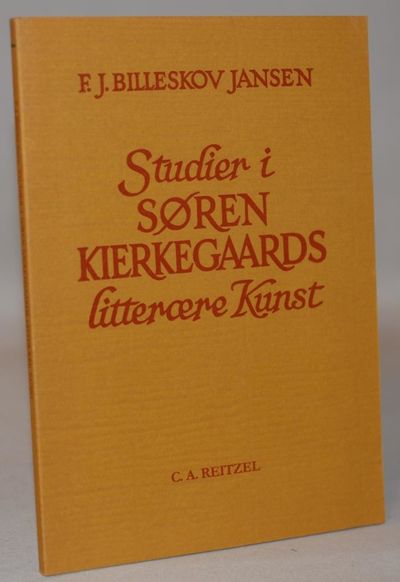 F. J. BILLESKOV JANSEN
Studier i
SØREN
KIERKEGAARDS
litterære Kunst
C. A. REITZEL